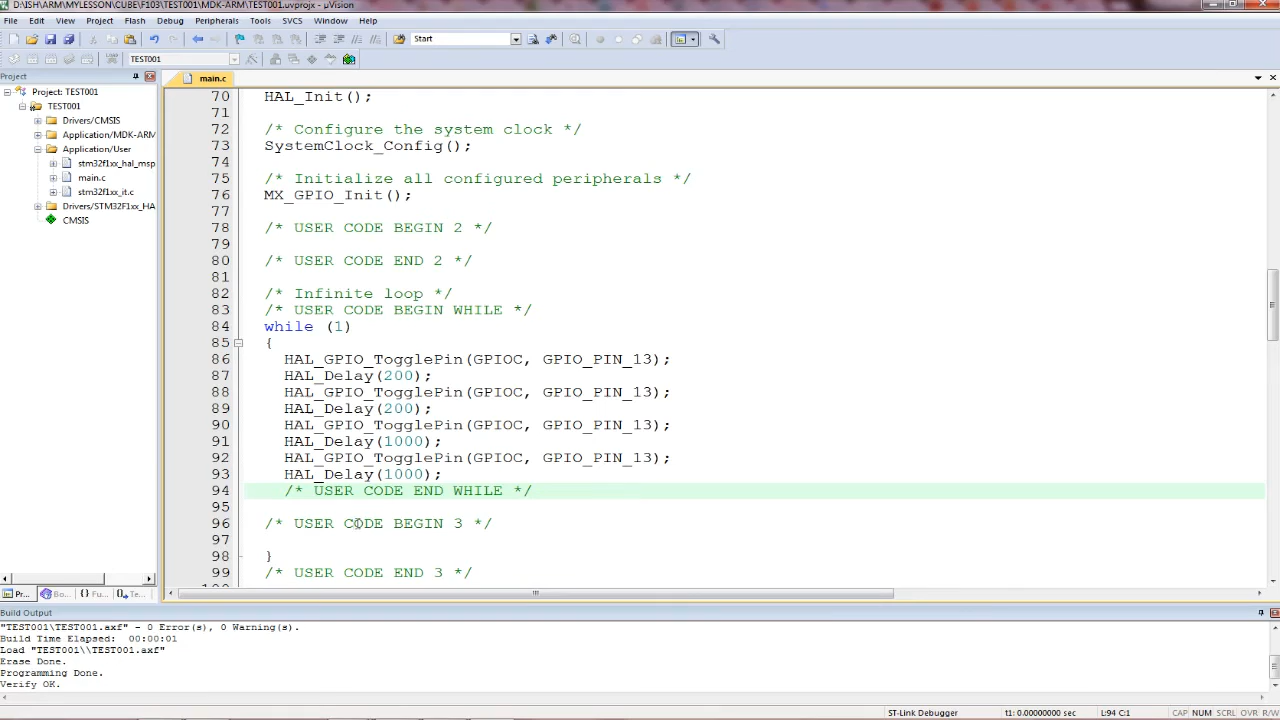 D:\ISH\ARM\MYLESSON\CUBE\F103\TEST001\MDK-ARM\TEST001.uvprojx - µVision
File Edit View Project Flash Debug Peripherals Tools SVCS Window Help
Start
TEST001
Project
Project: TEST001
TEST001
Drivers/CMSIS
Application/MDK-ARM
Application/User
stm32f1xx_hal_msp
main.c
stm32f1xx_it.c
Drivers/STM32F1xx_HA
CMSIS
Pr... Bo... {} Fu... Te...
main.c
70 HAL_Init();
71
72 /* Configure the system clock */
73 SystemClock_Config();
74
75 /* Initialize all configured peripherals */
76 MX_GPIO_Init();
77
78 /* USER CODE BEGIN 2 */
79
80 /* USER CODE END 2 */
81
82 /* Infinite loop */
83 /* USER CODE BEGIN WHILE */
84 while (1)
85 {
86 HAL_GPIO_TogglePin(GPIOC, GPIO_PIN_13);
87 HAL_Delay(200);
88 HAL_GPIO_TogglePin(GPIOC, GPIO_PIN_13);
89 HAL_Delay(200);
90 HAL_GPIO_TogglePin(GPIOC, GPIO_PIN_13);
91 HAL_Delay(1000);
92 HAL_GPIO_TogglePin(GPIOC, GPIO_PIN_13);
93 HAL_Delay(1000);
94 /* USER CODE END WHILE */
95
96 /* USER CODE BEGIN 3 */
97
98 }
99 /* USER CODE END 3 */
Build Output
"TEST001\TEST001.axf" - 0 Error(s), 0 Warning(s).
Build Time Elapsed: 00:00:01
Load "TEST001\\TEST001.axf"
Erase Done.
Programming Done.
Verify OK.
ST-Link Debugger t1: 0.00000000 sec L:94 C:1 CAP NUM SCRL OVR R/W